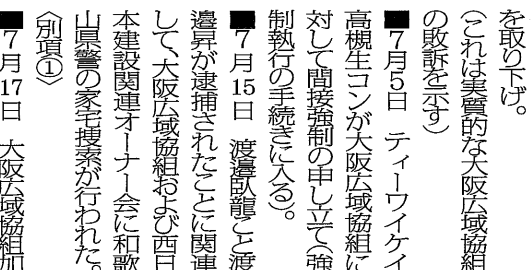 を取り下げ。
(これは実質的な大阪広域協組
の敗訴を示す)
■7月5日　ティーワイケイ
高槻生コンが大阪広域協組に
対して間接強制の申し立て(強
制執行の手続きに入る)。
■7月15日　渡邉臥龍こと渡
邉昇が逮捕されたことに関連
して、大阪広域協組および西日
本建設関連オーナー会に和歌
山県警の家宅捜索が行われた。
〈別項①〉
■7月17日　大阪広域協組加